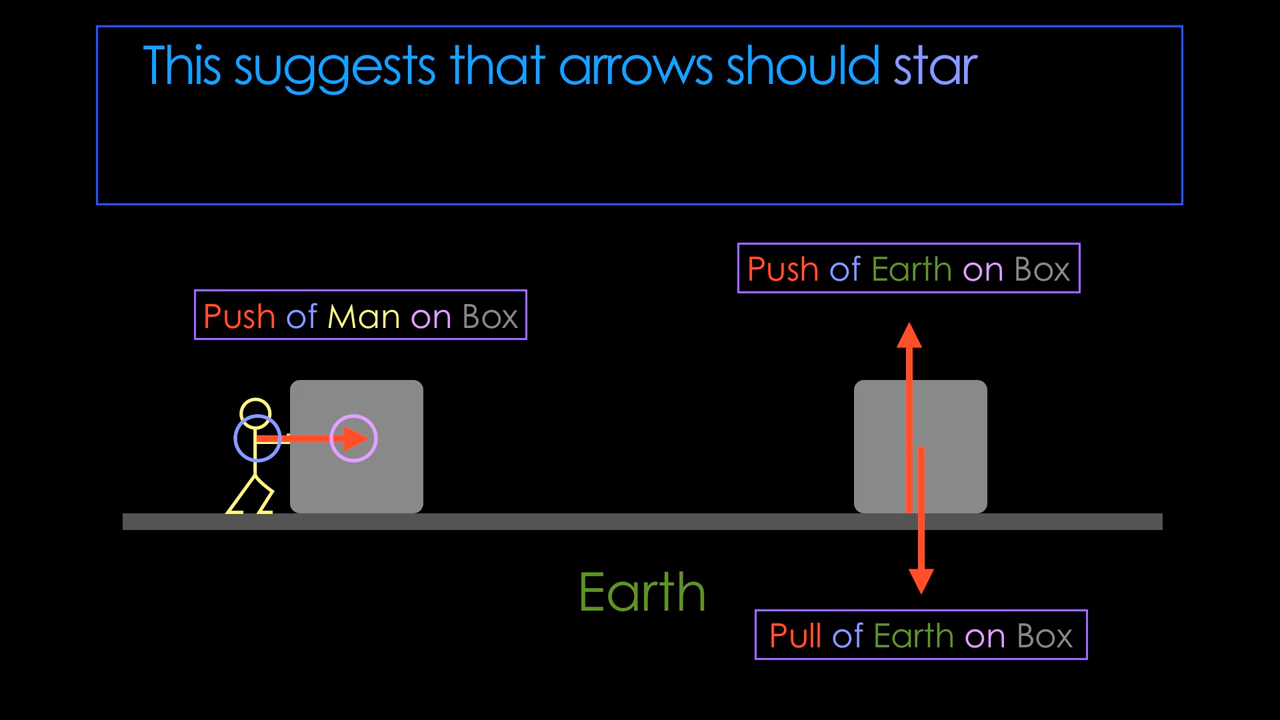 This suggests that arrows should star
Push of Earth on Box
Push of Man on Box
Earth
Pull of Earth on Box